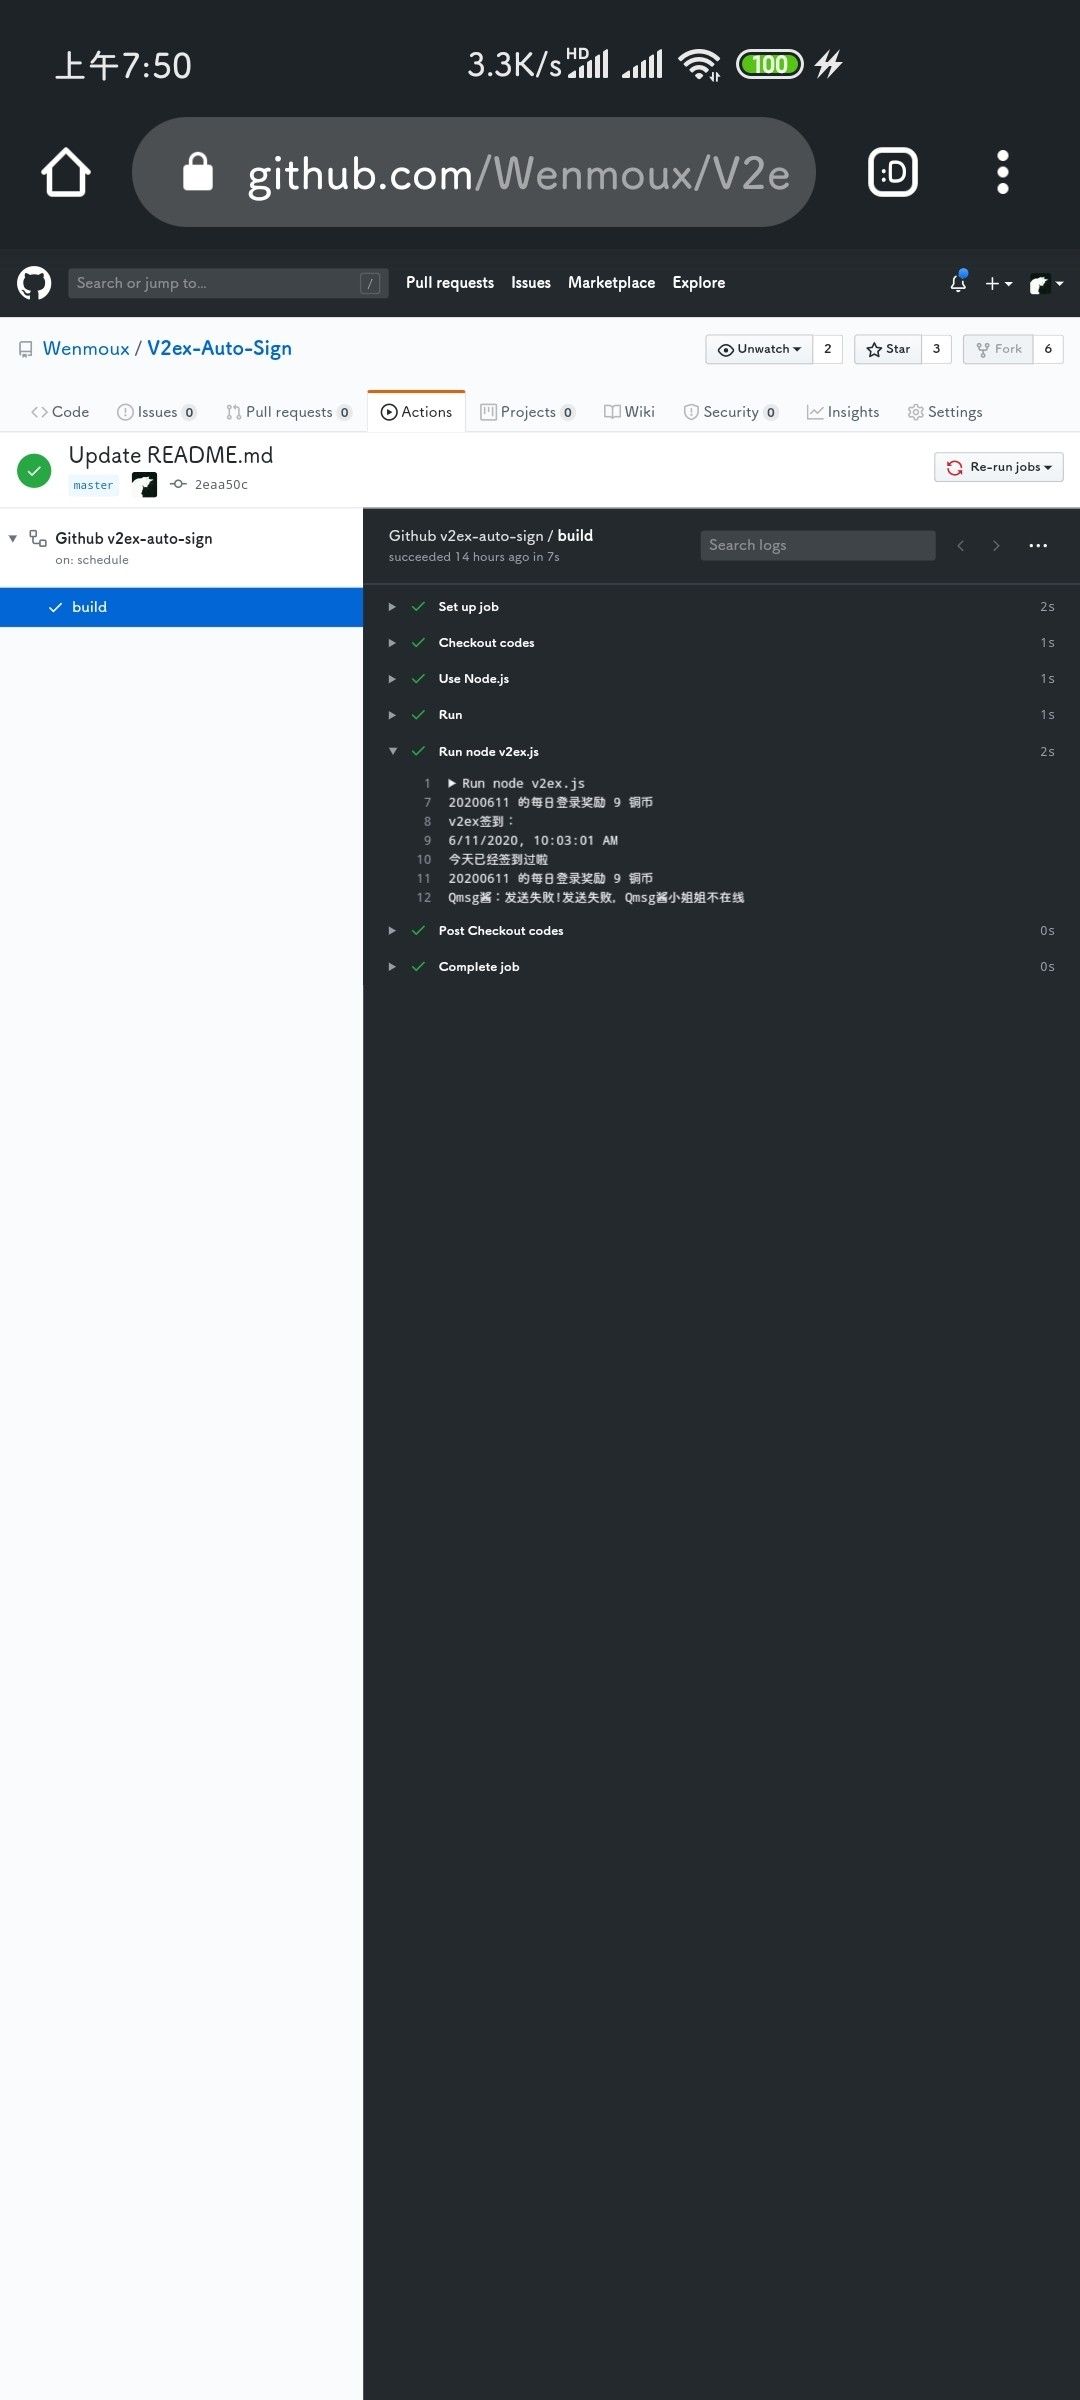 上午7:50 3.3K/s HD 100
github.com/Wenmoux/V2e :D
Search or jump to... / Pull requests Issues Marketplace Explore
Wenmoux / V2ex-Auto-Sign Unwatch 2 Star 3 Fork 6
Code Issues 0 Pull requests 0 Actions Projects 0 Wiki Security 0 Insights Settings
Update README.md
master 2eaa50c
Re-run jobs
Github v2ex-auto-sign
on: schedule
build
Github v2ex-auto-sign / build
succeeded 14 hours ago in 7s
Search logs
Set up job 2s
Checkout codes 1s
Use Node.js 1s
Run 1s
Run node v2ex.js 2s
1 Run node v2ex.js
7 20200611 的每日登录奖励 9 铜币
8 v2ex签到：
9 6/11/2020, 10:03:01 AM
10 今天已经签到过啦
11 20200611 的每日登录奖励 9 铜币
12 Qmsg酱：发送失败!发送失败，Qmsg酱小姐姐不在线
Post Checkout codes 0s
Complete job 0s